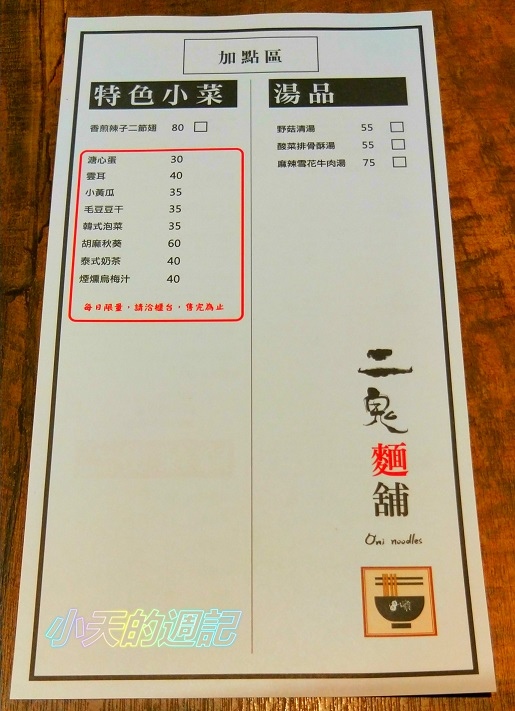 加點區
特色小菜
香煎辣子二節翅 80
溏心蛋 30
雲耳 40
小黃瓜 35
毛豆豆干 35
韓式泡菜 35
胡麻秋葵 60
泰式奶茶 40
煙燻烏梅汁 40
每日限量，請洽櫃台，售完為止
湯品
野菇清湯 55
酸菜排骨酥湯 55
麻辣雪花牛肉湯 75
二
鬼
麵
舖
Oni noodles
小天的週記